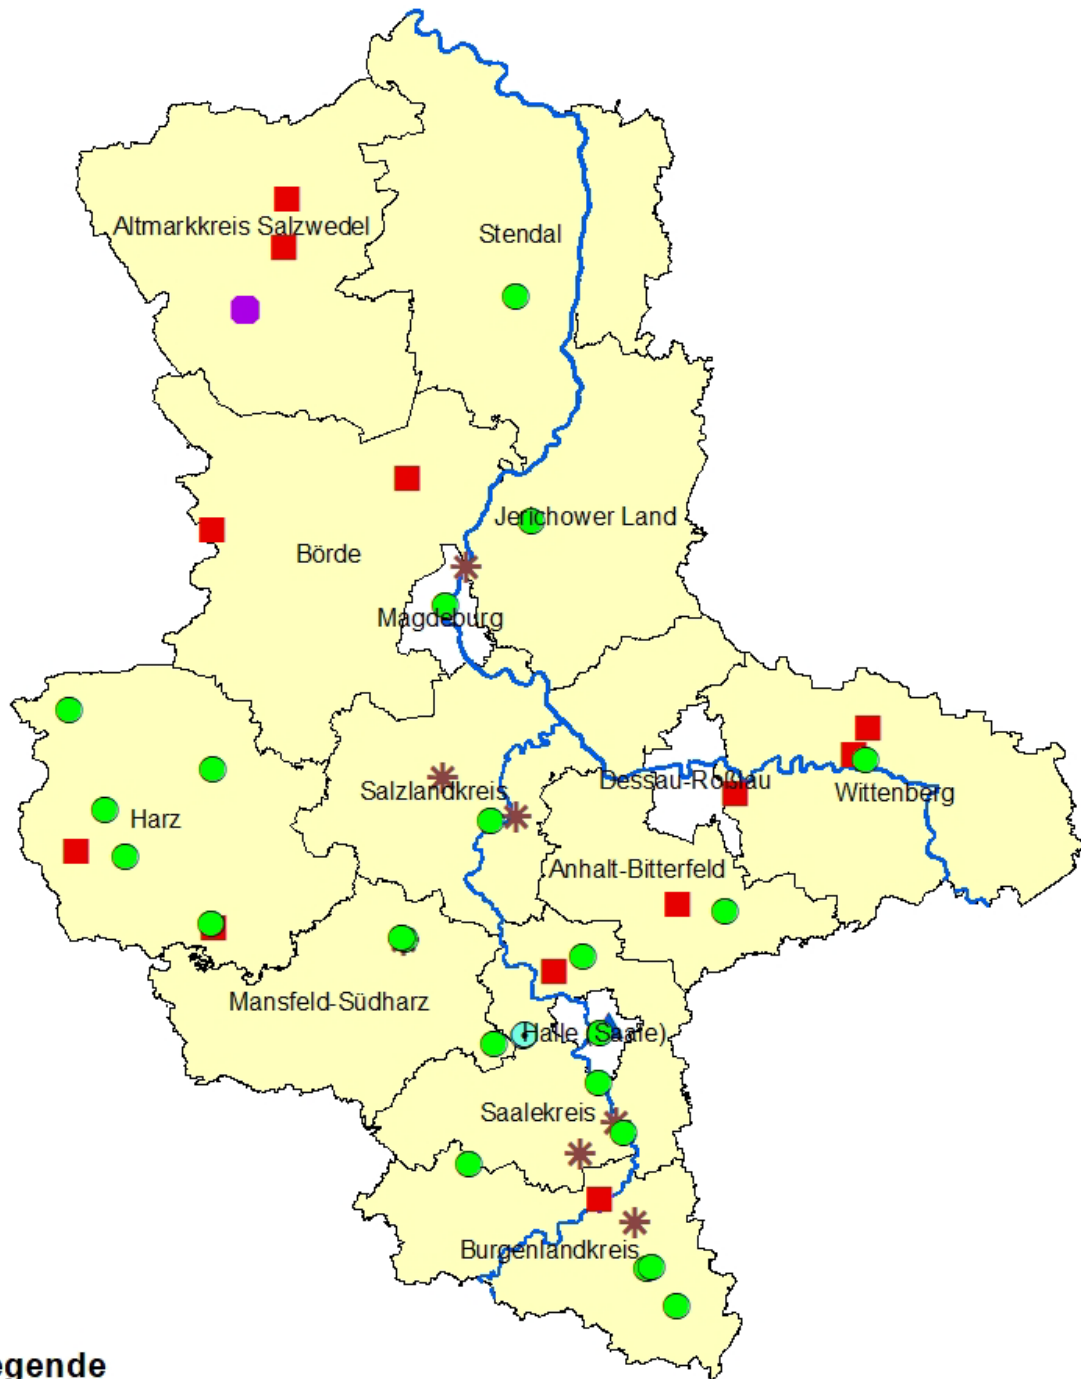 Altmarkkreis Salzwedel
Stendal
Jerichower Land
Börde
Magdeburg
Dessau-Roßlau
Salzlandkreis
Wittenberg
Harz
Anhalt-Bitterfeld
Mansfeld-Südharz
Halle (Saale)
Saalekreis
Burgenlandkreis
egende